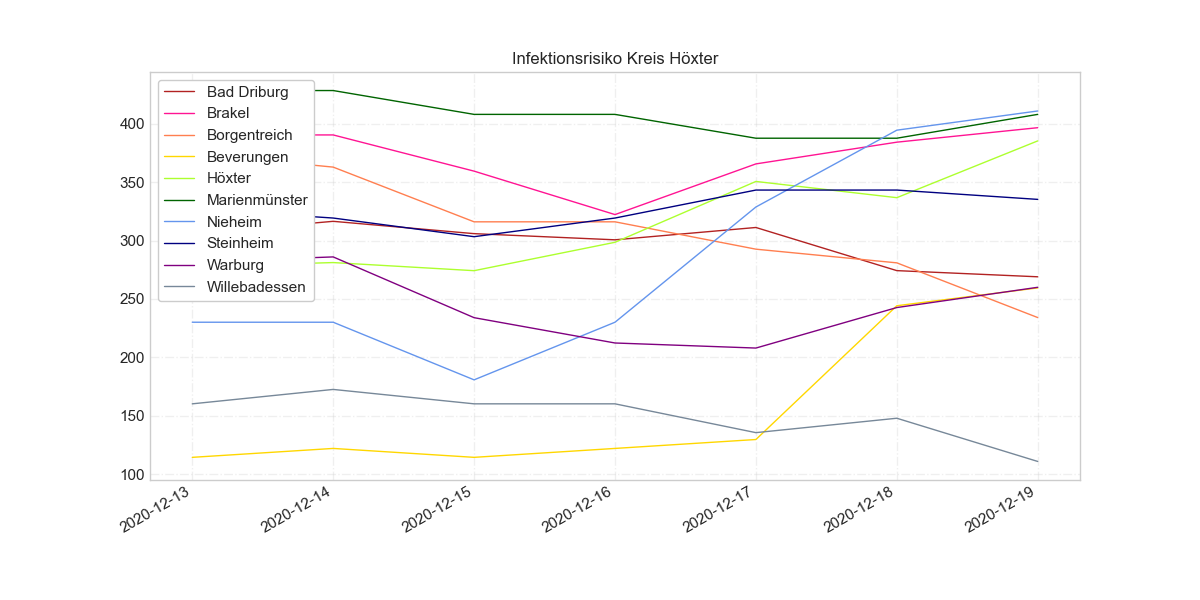 Infektionsrisiko Kreis Höxter
Bad Driburg
Brakel
Borgentreich
Beverungen
Höxter
Marienmünster
Nieheim
Steinheim
Warburg
Willebadessen
400
350
300
250
200
150
100
2020-12-13
2020-12-14
2020-12-15
2020-12-16
2020-12-17
2020-12-18
2020-12-19